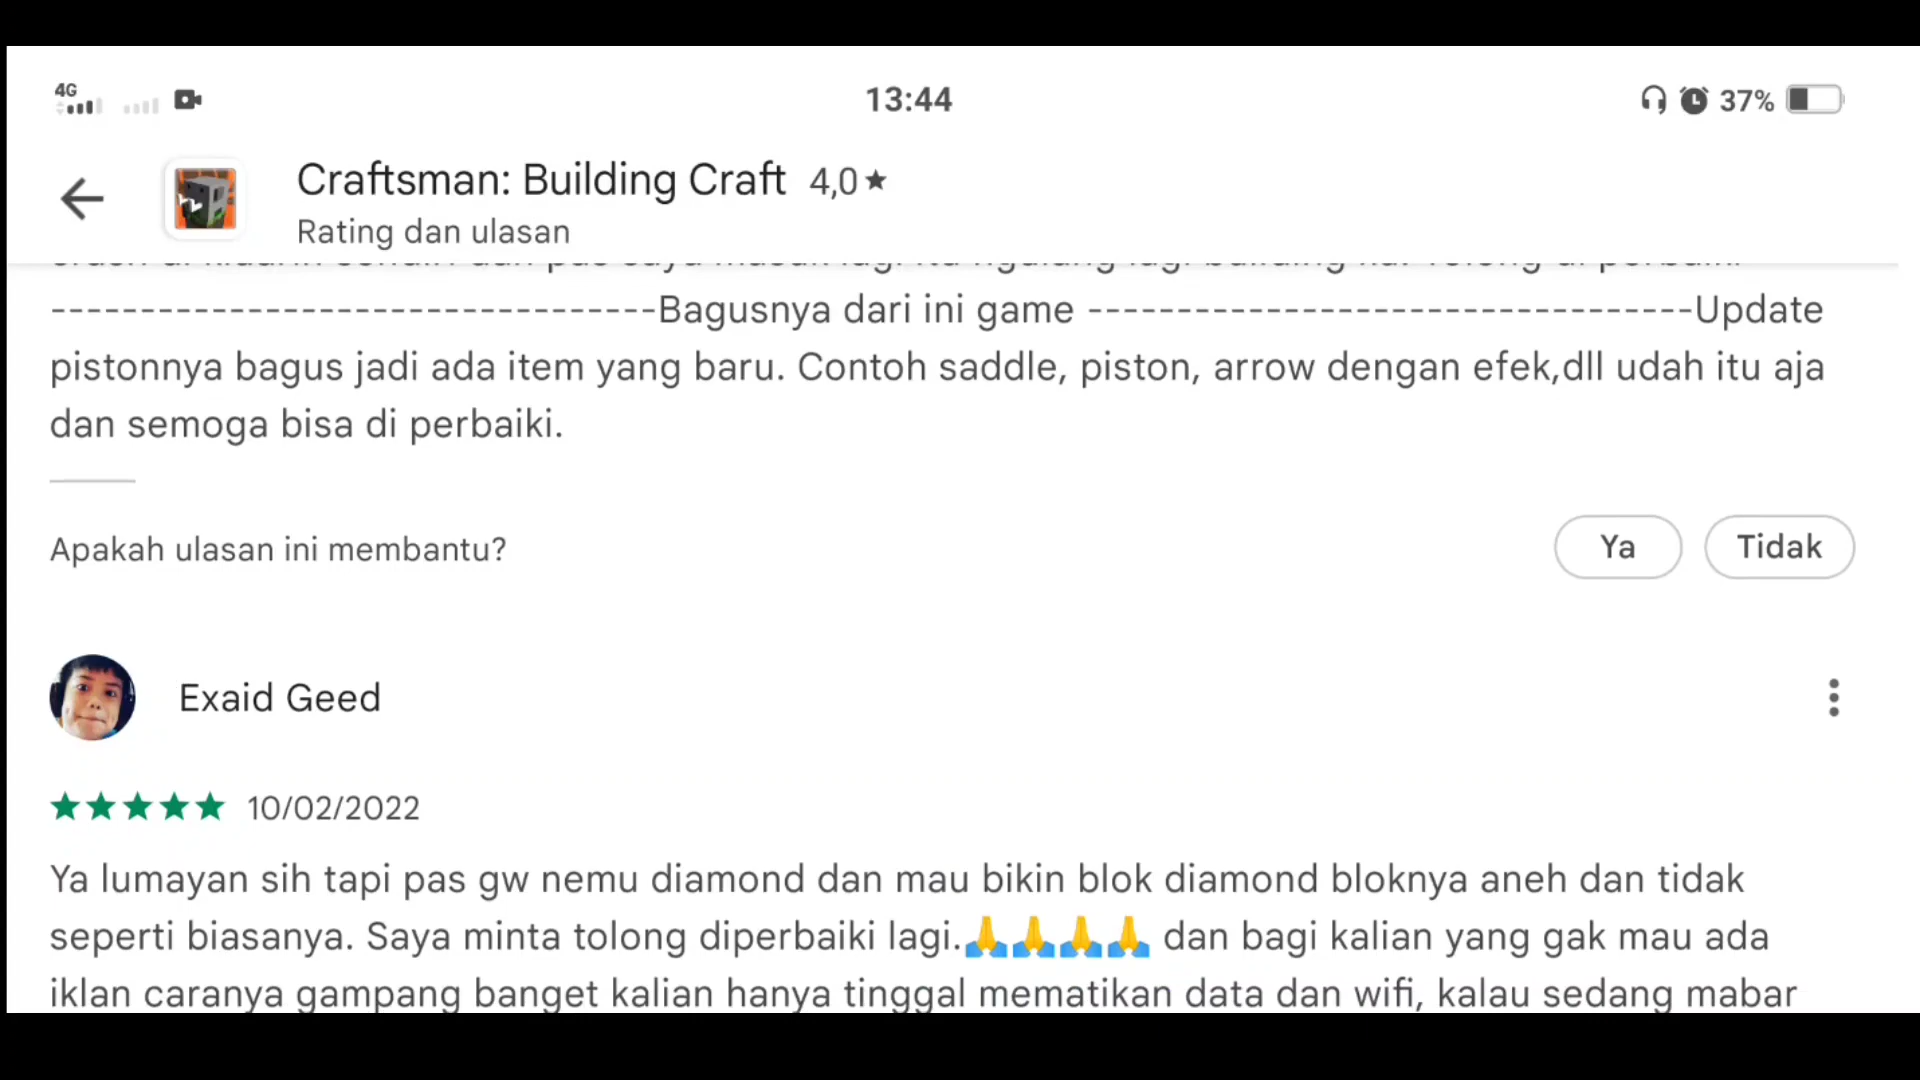 4G
13:44
37%
Craftsman: Building Craft 4,0★
Rating dan ulasan
---------------------------------Bagusnya dari ini game ---------------------------------Update
pistonnya bagus jadi ada item yang baru. Contoh saddle, piston, arrow dengan efek,dll udah itu aja
dan semoga bisa di perbaiki.
Apakah ulasan ini membantu?
Ya
Tidak
Exaid Geed
★★★★★ 10/02/2022
Ya lumayan sih tapi pas gw nemu diamond dan mau bikin blok diamond bloknya aneh dan tidak
seperti biasanya. Saya minta tolong diperbaiki lagi.🙏🙏🙏🙏 dan bagi kalian yang gak mau ada
iklan caranya gampang banget kalian hanya tinggal mematikan data dan wifi, kalau sedang mabar